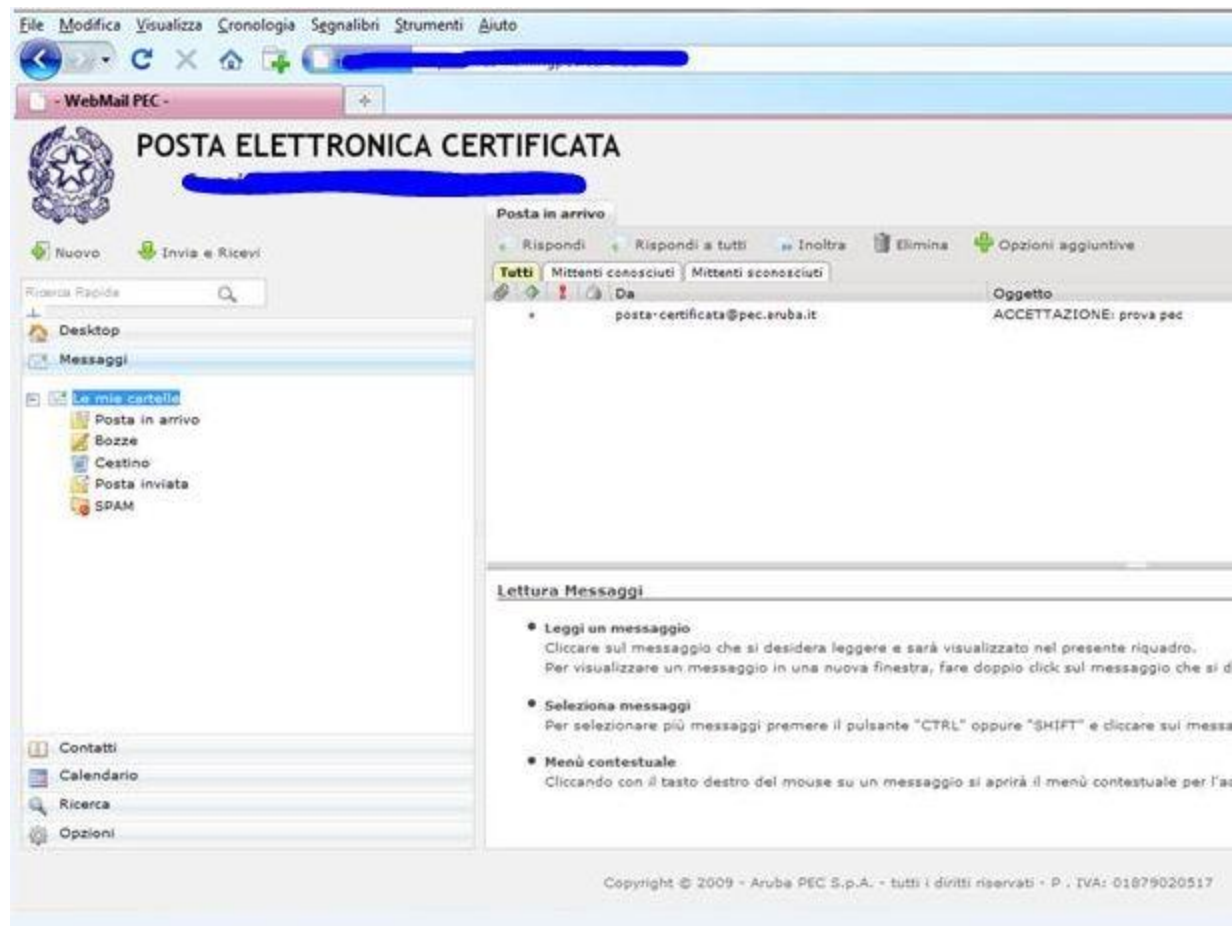 File Modifica Visualizza Cronologia Segnalibri Strumenti Aiuto
- WebMail PEC -
POSTA ELETTRONICA CERTIFICATA
Posta in arrivo
Nuovo Invia e Ricevi
Rispondi Rispondi a tutti Inoltra Elimina Opzioni aggiuntive
Tutti Mittenti conosciuti Mittenti sconosciuti
Ricerca Rapida
Da Oggetto
posta-certificata@pec.aruba.it ACCETTAZIONE: prova pec
Desktop
Messaggi
Le mie cartelle
Posta in arrivo
Bozze
Cestino
Posta inviata
SPAM
Contatti
Calendario
Ricerca
Opzioni
Lettura Messaggi
Leggi un messaggio
Cliccare sul messaggio che si desidera leggere e sarà visualizzato nel presente riquadro.
Per visualizzare un messaggio in una nuova finestra, fare doppio click sul messaggio che si d
Seleziona messaggi
Per selezionare più messaggi premere il pulsante "CTRL" oppure "SHIFT" e cliccare sui messa
Menù contestuale
Cliccando con il tasto destro del mouse su un messaggio si aprirà il menù contestuale per l'a
Copyright © 2009 - Aruba PEC S.p.A. - tutti i diritti riservati - P . IVA: 01879020517